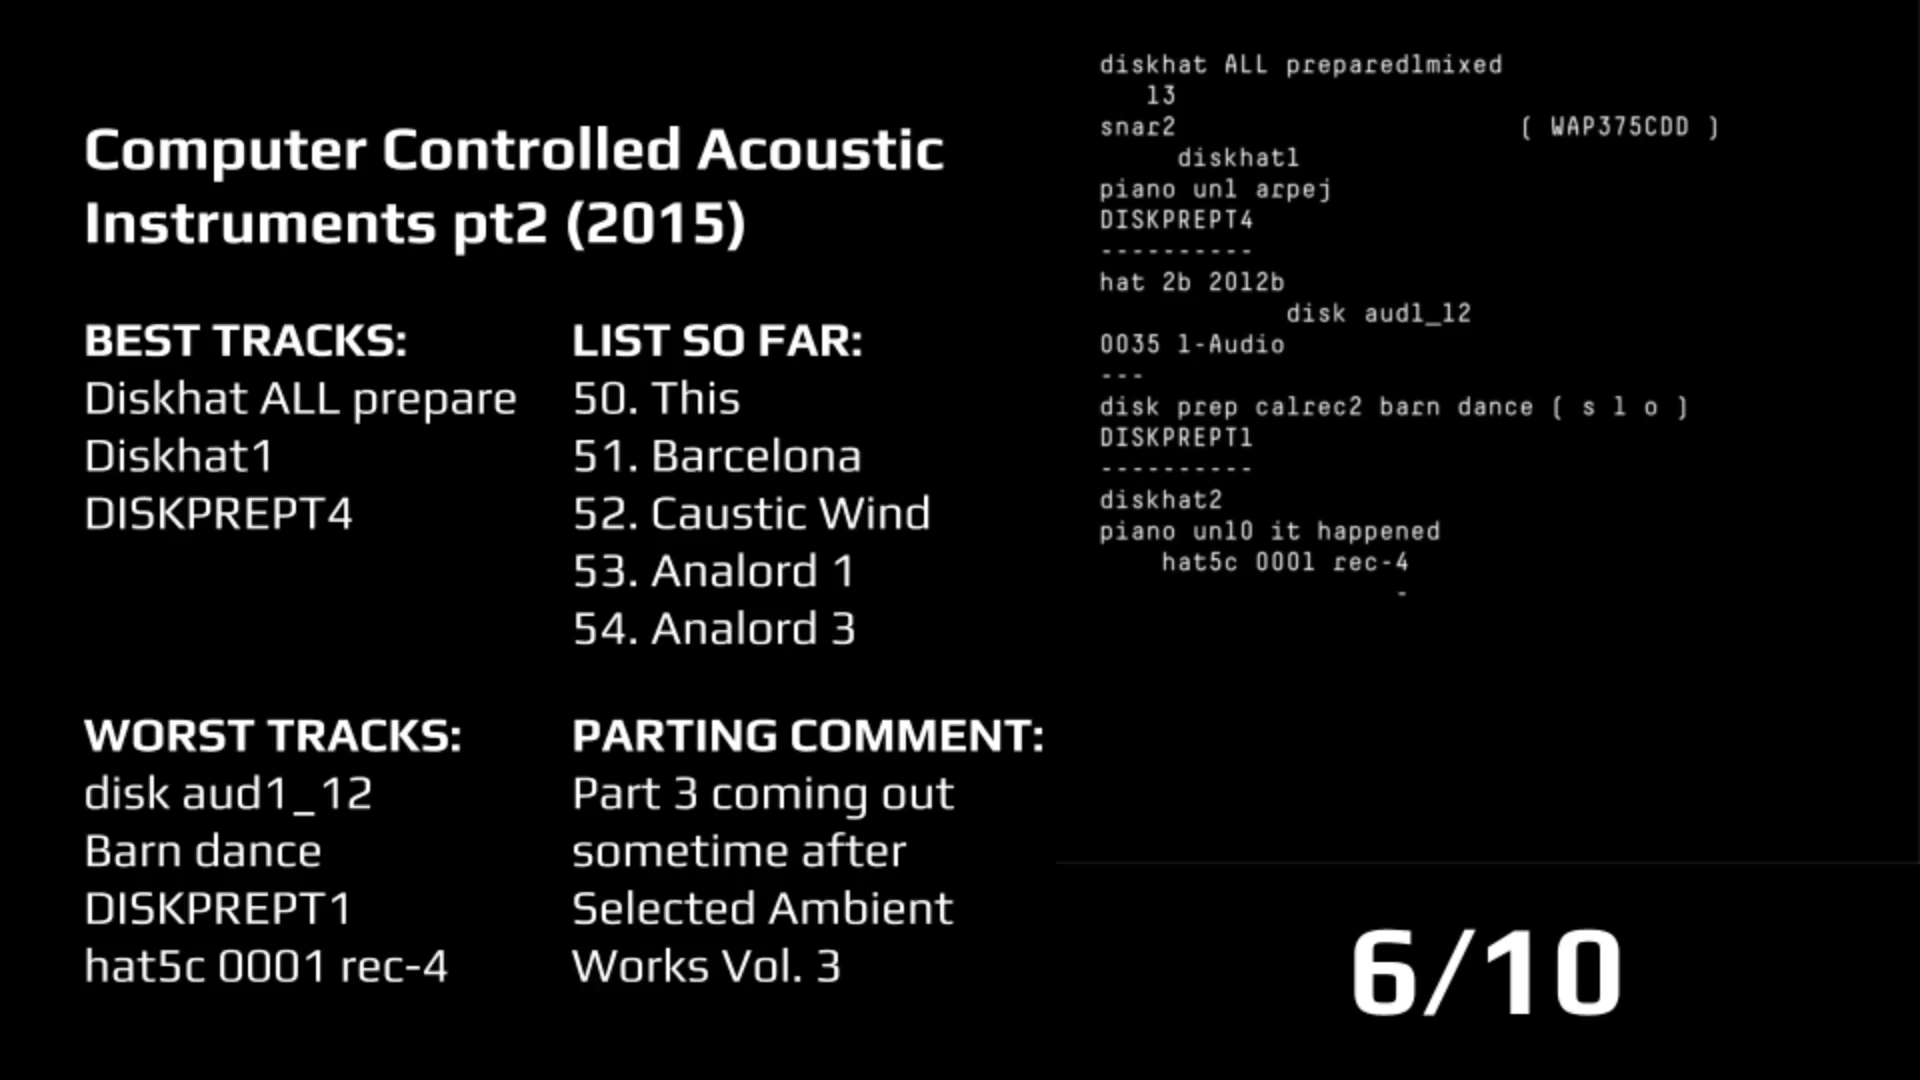 Computer Controlled Acoustic
Instruments pt2 (2015)
BEST TRACKS:
Diskhat ALL prepare
Diskhat1
DISKPREPT4
LIST SO FAR:
50. This
51. Barcelona
52. Caustic Wind
53. Analord 1
54. Analord 3
WORST TRACKS:
disk aud1_12
Barn dance
DISKPREPT1
hat5c 0001 rec-4
PARTING COMMENT:
Part 3 coming out
sometime after
Selected Ambient
Works Vol. 3
diskhat ALL prepared1mixed
13
snar2 ( WAP375CDD )
diskhat1
piano un1 arpej
DISKPREPT4
----------
hat 2b 2012b
disk aud1_12
0035 1-Audio
---
disk prep calrec2 barn dance ( s l o )
DISKPREPT1
----------
diskhat2
piano un10 it happened
hat5c 0001 rec-4
-
6/10